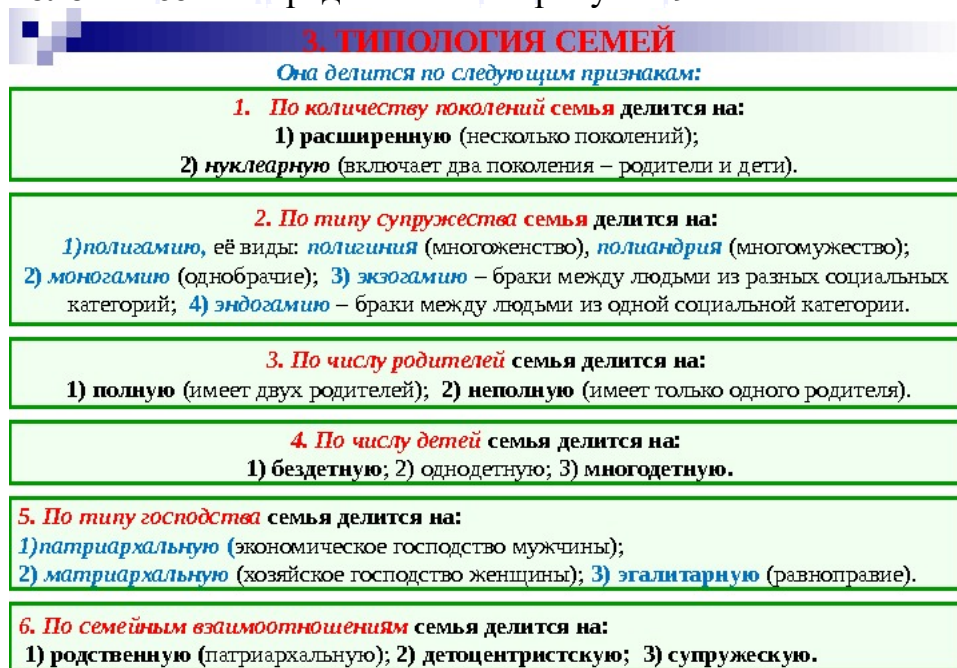 3. ТИПОЛОГИЯ СЕМЕЙ
Она делится по следующим признакам:
1. По количеству поколений семья делится на:
1) расширенную (несколько поколений);
2) нуклеарную (включает два поколения – родители и дети).
2. По типу супружества семья делится на:
1)полигамию, её виды: полигиния (многоженство), полиандрия (многомужество);
2) моногамию (однобрачие); 3) экзогамию – браки между людьми из разных социальных
категорий; 4) эндогамию – браки между людьми из одной социальной категории.
3. По числу родителей семья делится на:
1) полную (имеет двух родителей); 2) неполную (имеет только одного родителя).
4. По числу детей семья делится на:
1) бездетную; 2) однодетную; 3) многодетную.
5. По типу господства семья делится на:
1)патриархальную (экономическое господство мужчины);
2) матриархальную (хозяйское господство женщины); 3) эгалитарную (равноправие).
6. По семейным взаимоотношениям семья делится на:
1) родственную (патриархальную); 2) детоцентристскую; 3) супружескую.